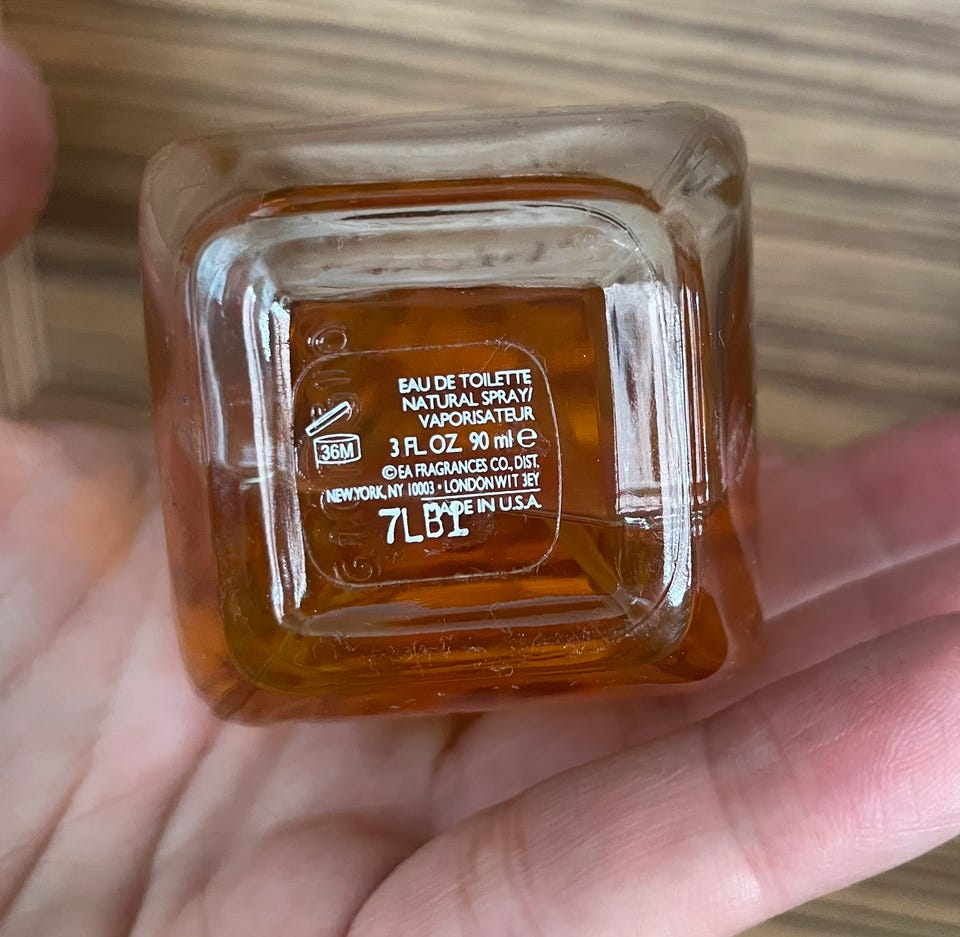 EAU DE TOILETTE
NATURAL SPRAY/
VAPORISATEUR
36M
3 FL OZ 90 ml e
©EA FRAGRANCES CO., DIST.
NEW YORK, NY 10003 • LONDON W1T 3EY
MADE IN U.S.A.
7LB1